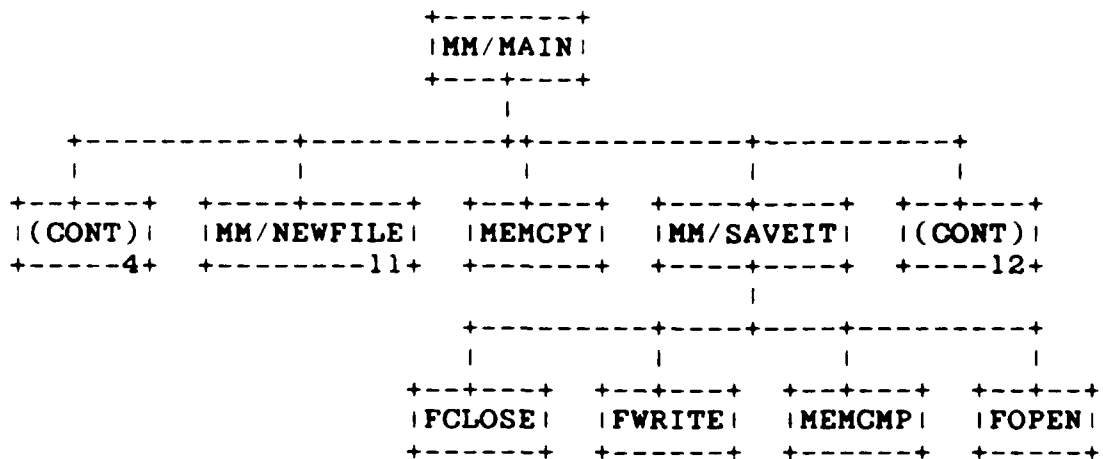 MM/MAIN
(CONT) MM/NEWFILE MEMCPY MM/SAVEIT (CONT)
4 11 12
FCLOSE FWRITE MEMCMP FOPEN